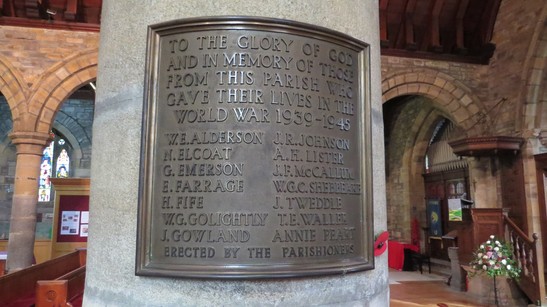 TO THE GLORY OF GOD
AND IN MEMORY OF THOSE
FROM THIS PARISH WHO
GAVE THEIR LIVES IN THE
WORLD WAR 1939-1945
W.E.ALDERSON J.R.JOHNSON
N.ELCOAT A.H.LISTER
G.EMERSON J.P.McCALLUM
E.FARRAGE W.G.C.SHEPHEARD
H.FIFE J.TWEDDLE
W.G.GOLIGHTLY T.E.WALLER
J.GOWLAND ANNIE PEART
ERECTED BY THE PARISHIONERS